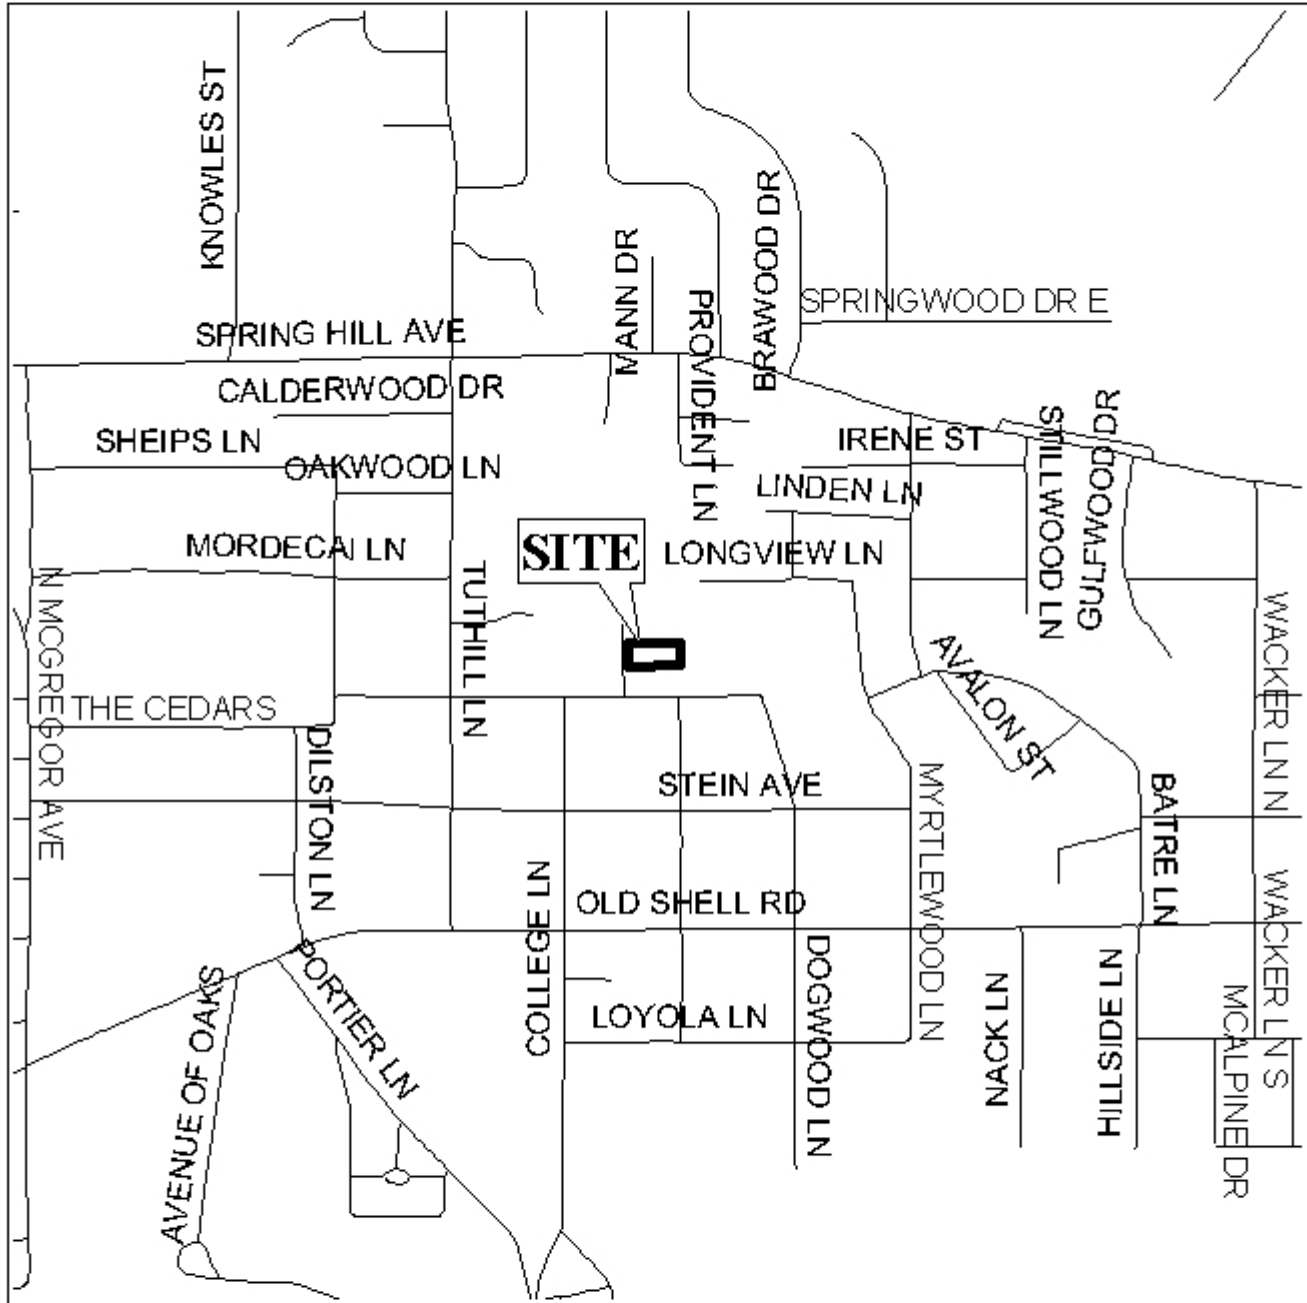 KNOWLES ST
MANN DR
BRAWOOD DR
SPRINGWOOD DR E
PROVIDENT LN
SPRING HILL AVE
CALDERWOOD DR
SHEIPS LN
OAKWOOD LN
IRENE ST
STILLWOOD LN
GULFWOOD DR
LINDEN LN
MORDECAI LN
SITE
LONGVIEW LN
N MCGREGOR AVE
TUTHILL LN
WACKER LN N
AVALON ST
THE CEDARS
DILSTON LN
STEIN AVE
MYRTLEWOOD LN
BATRE LN
COLLEGE LN
OLD SHELL RD
WACKER LN S
DOGWOOD LN
HILLSIDE LN
NACK LN
PORTIER LN
AVENUE OF OAKS
LOYOLA LN
MCALPINE DR